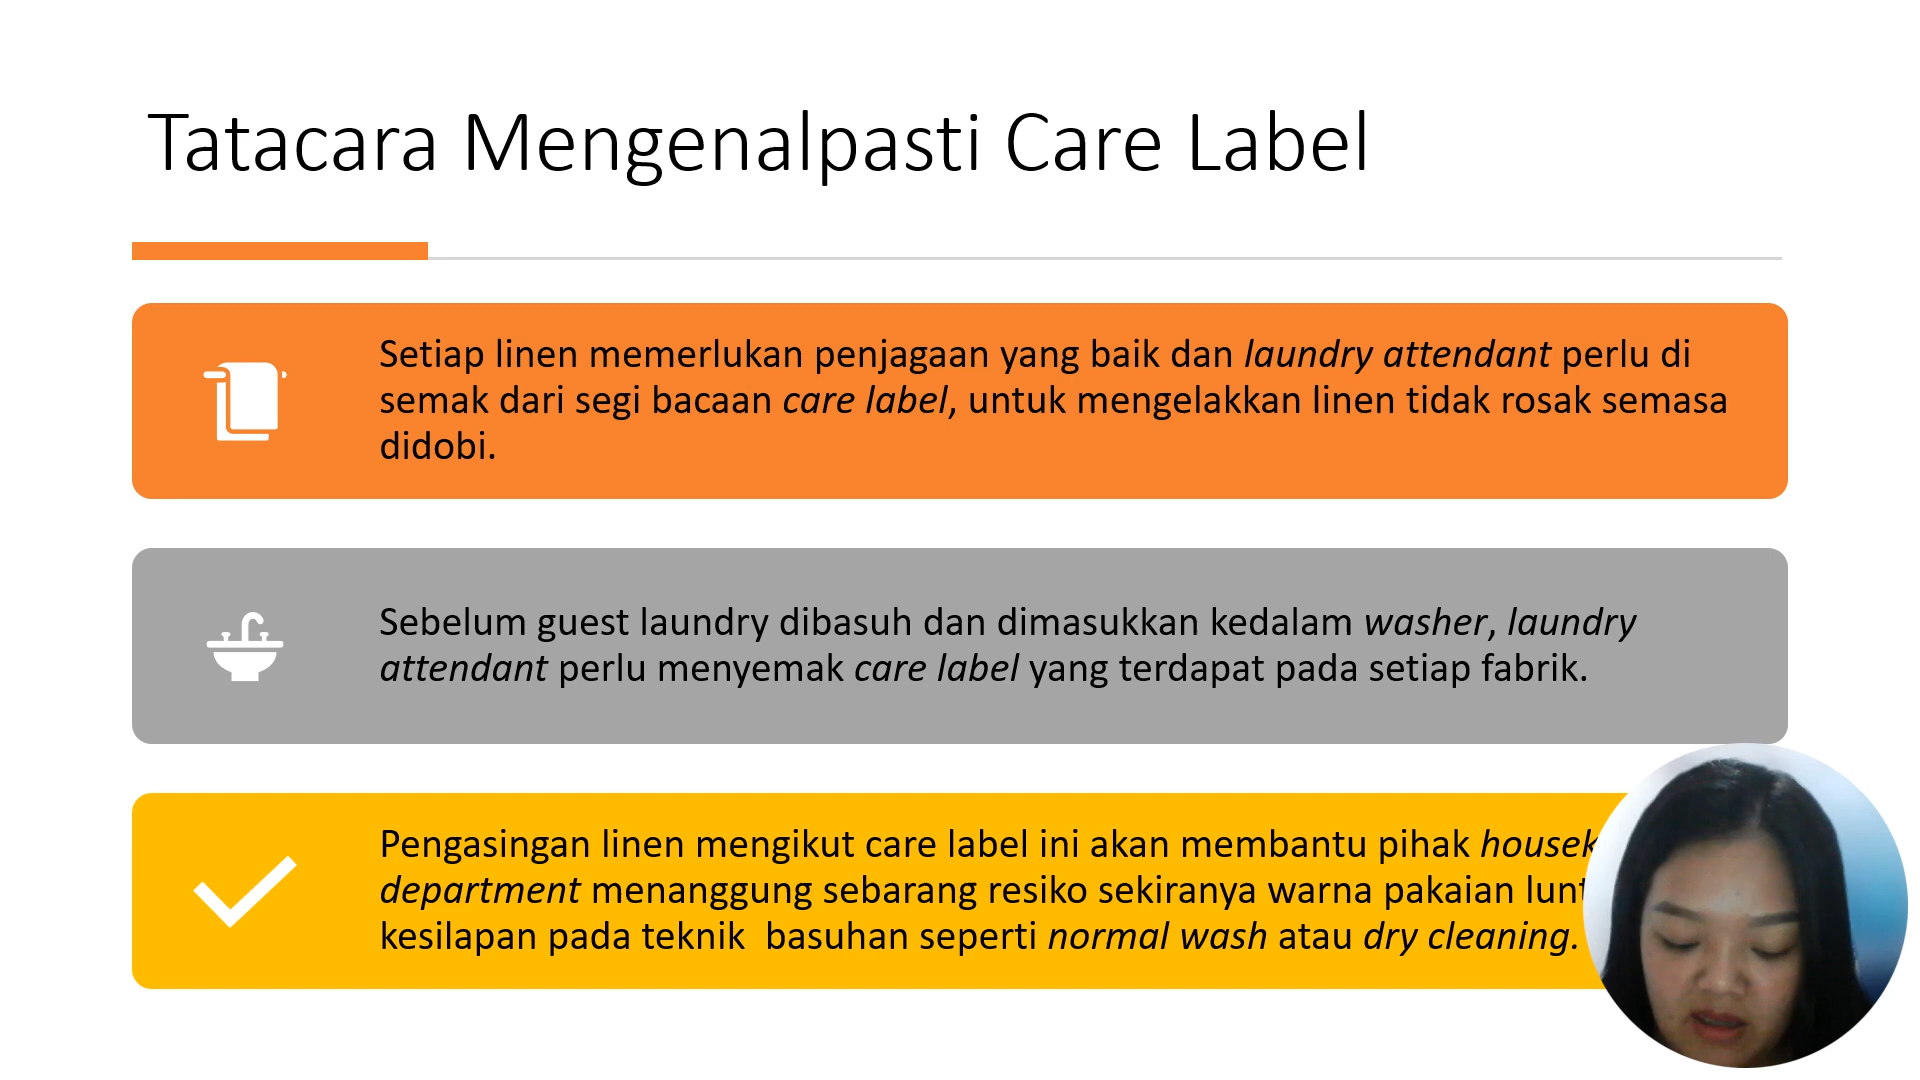 Tatacara Mengenalpasti Care Label
Setiap linen memerlukan penjagaan yang baik dan laundry attendant perlu di
semak dari segi bacaan care label, untuk mengelakkan linen tidak rosak semasa
didobi.
Sebelum guest laundry dibasuh dan dimasukkan kedalam washer, laundry
attendant perlu menyemak care label yang terdapat pada setiap fabrik.
Pengasingan linen mengikut care label ini akan membantu pihak
department menanggung sebarang resiko sekiranya warna pakaian
kesilapan pada teknik  basuhan seperti normal wash atau dry cleaning.